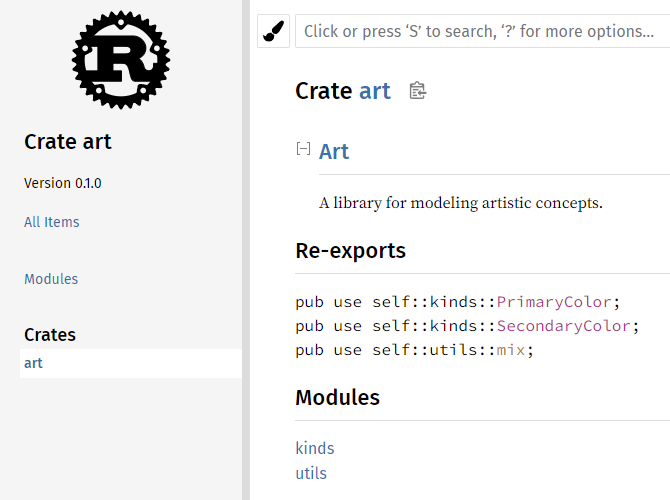 R
Crate art
Version 0.1.0
All Items
Modules
Crates
art
Click or press ‘S’ to search, ‘?’ for more options…
Crate art
[−] Art
A library for modeling artistic concepts.
Re-exports
pub use self::kinds::PrimaryColor;
pub use self::kinds::SecondaryColor;
pub use self::utils::mix;
Modules
kinds
utils